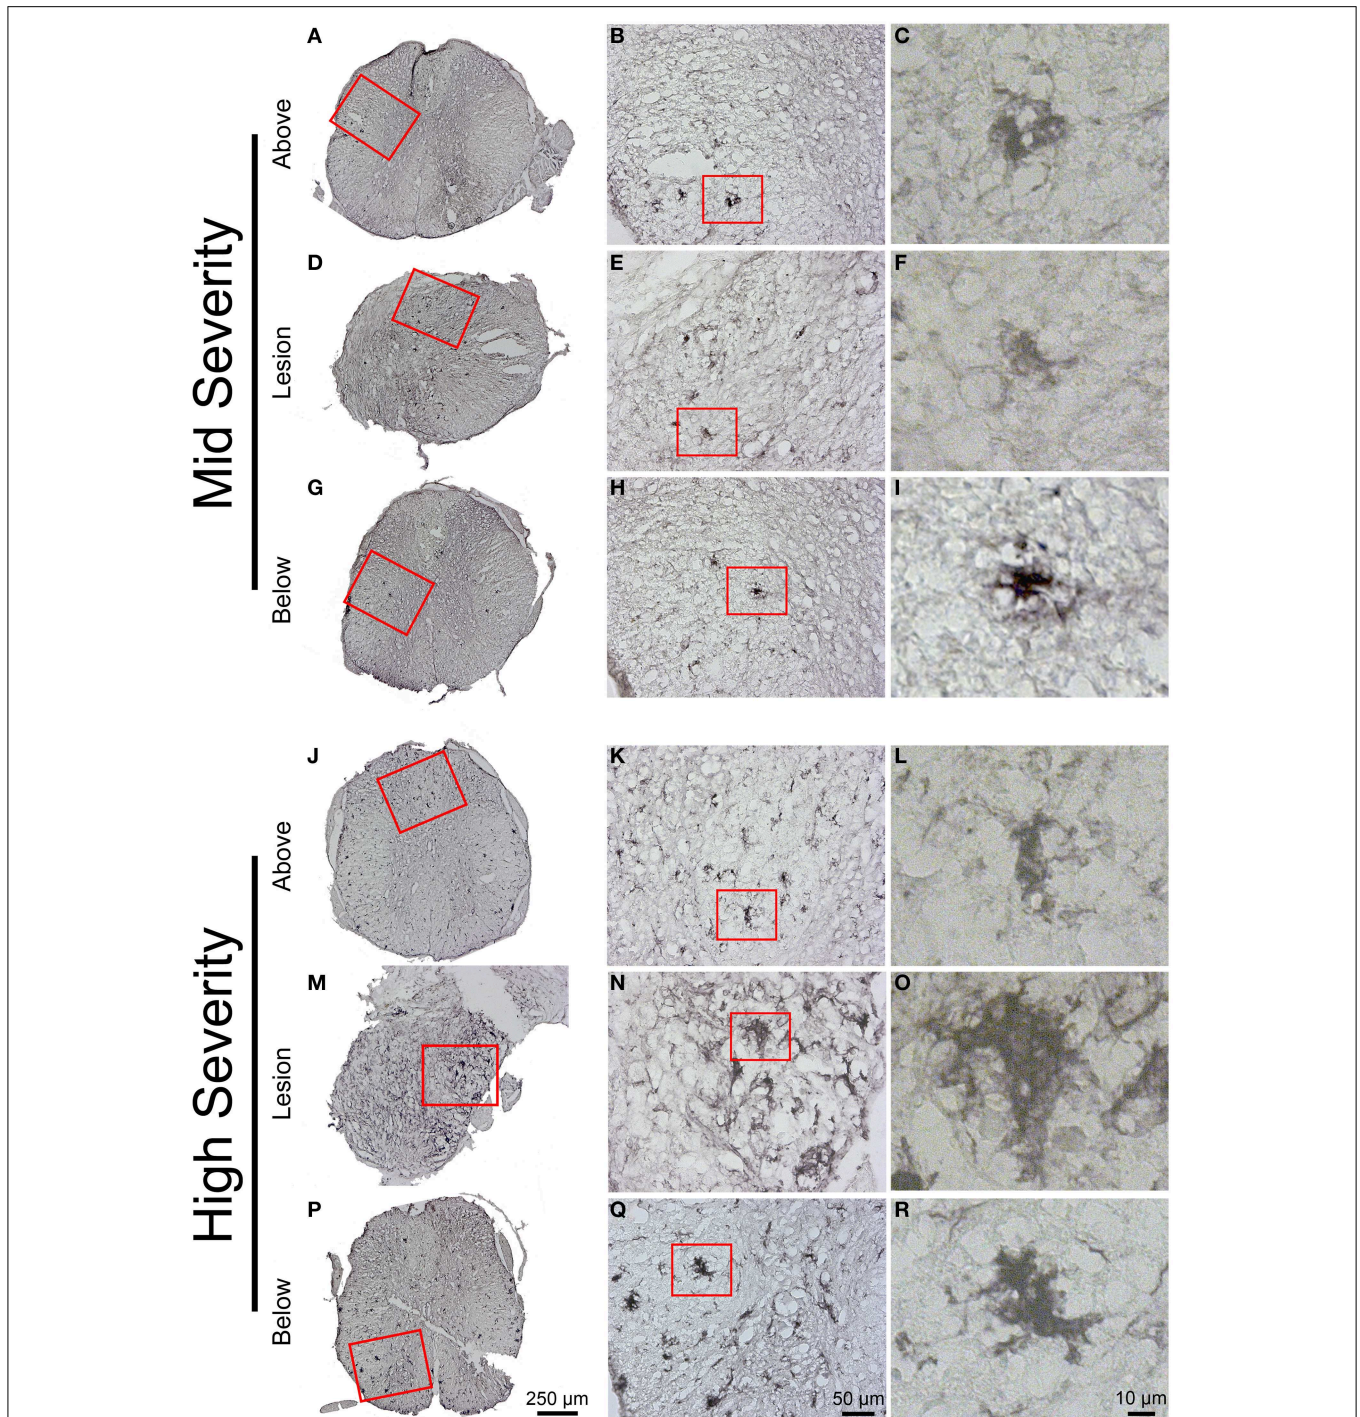 Mid Severity
Above
A
B
C
Lesion
D
E
F
Below
G
H
I
High Severity
Above
J
K
L
Lesion
M
N
O
Below
P
Q
R
250 µm
50 µm
10 µm